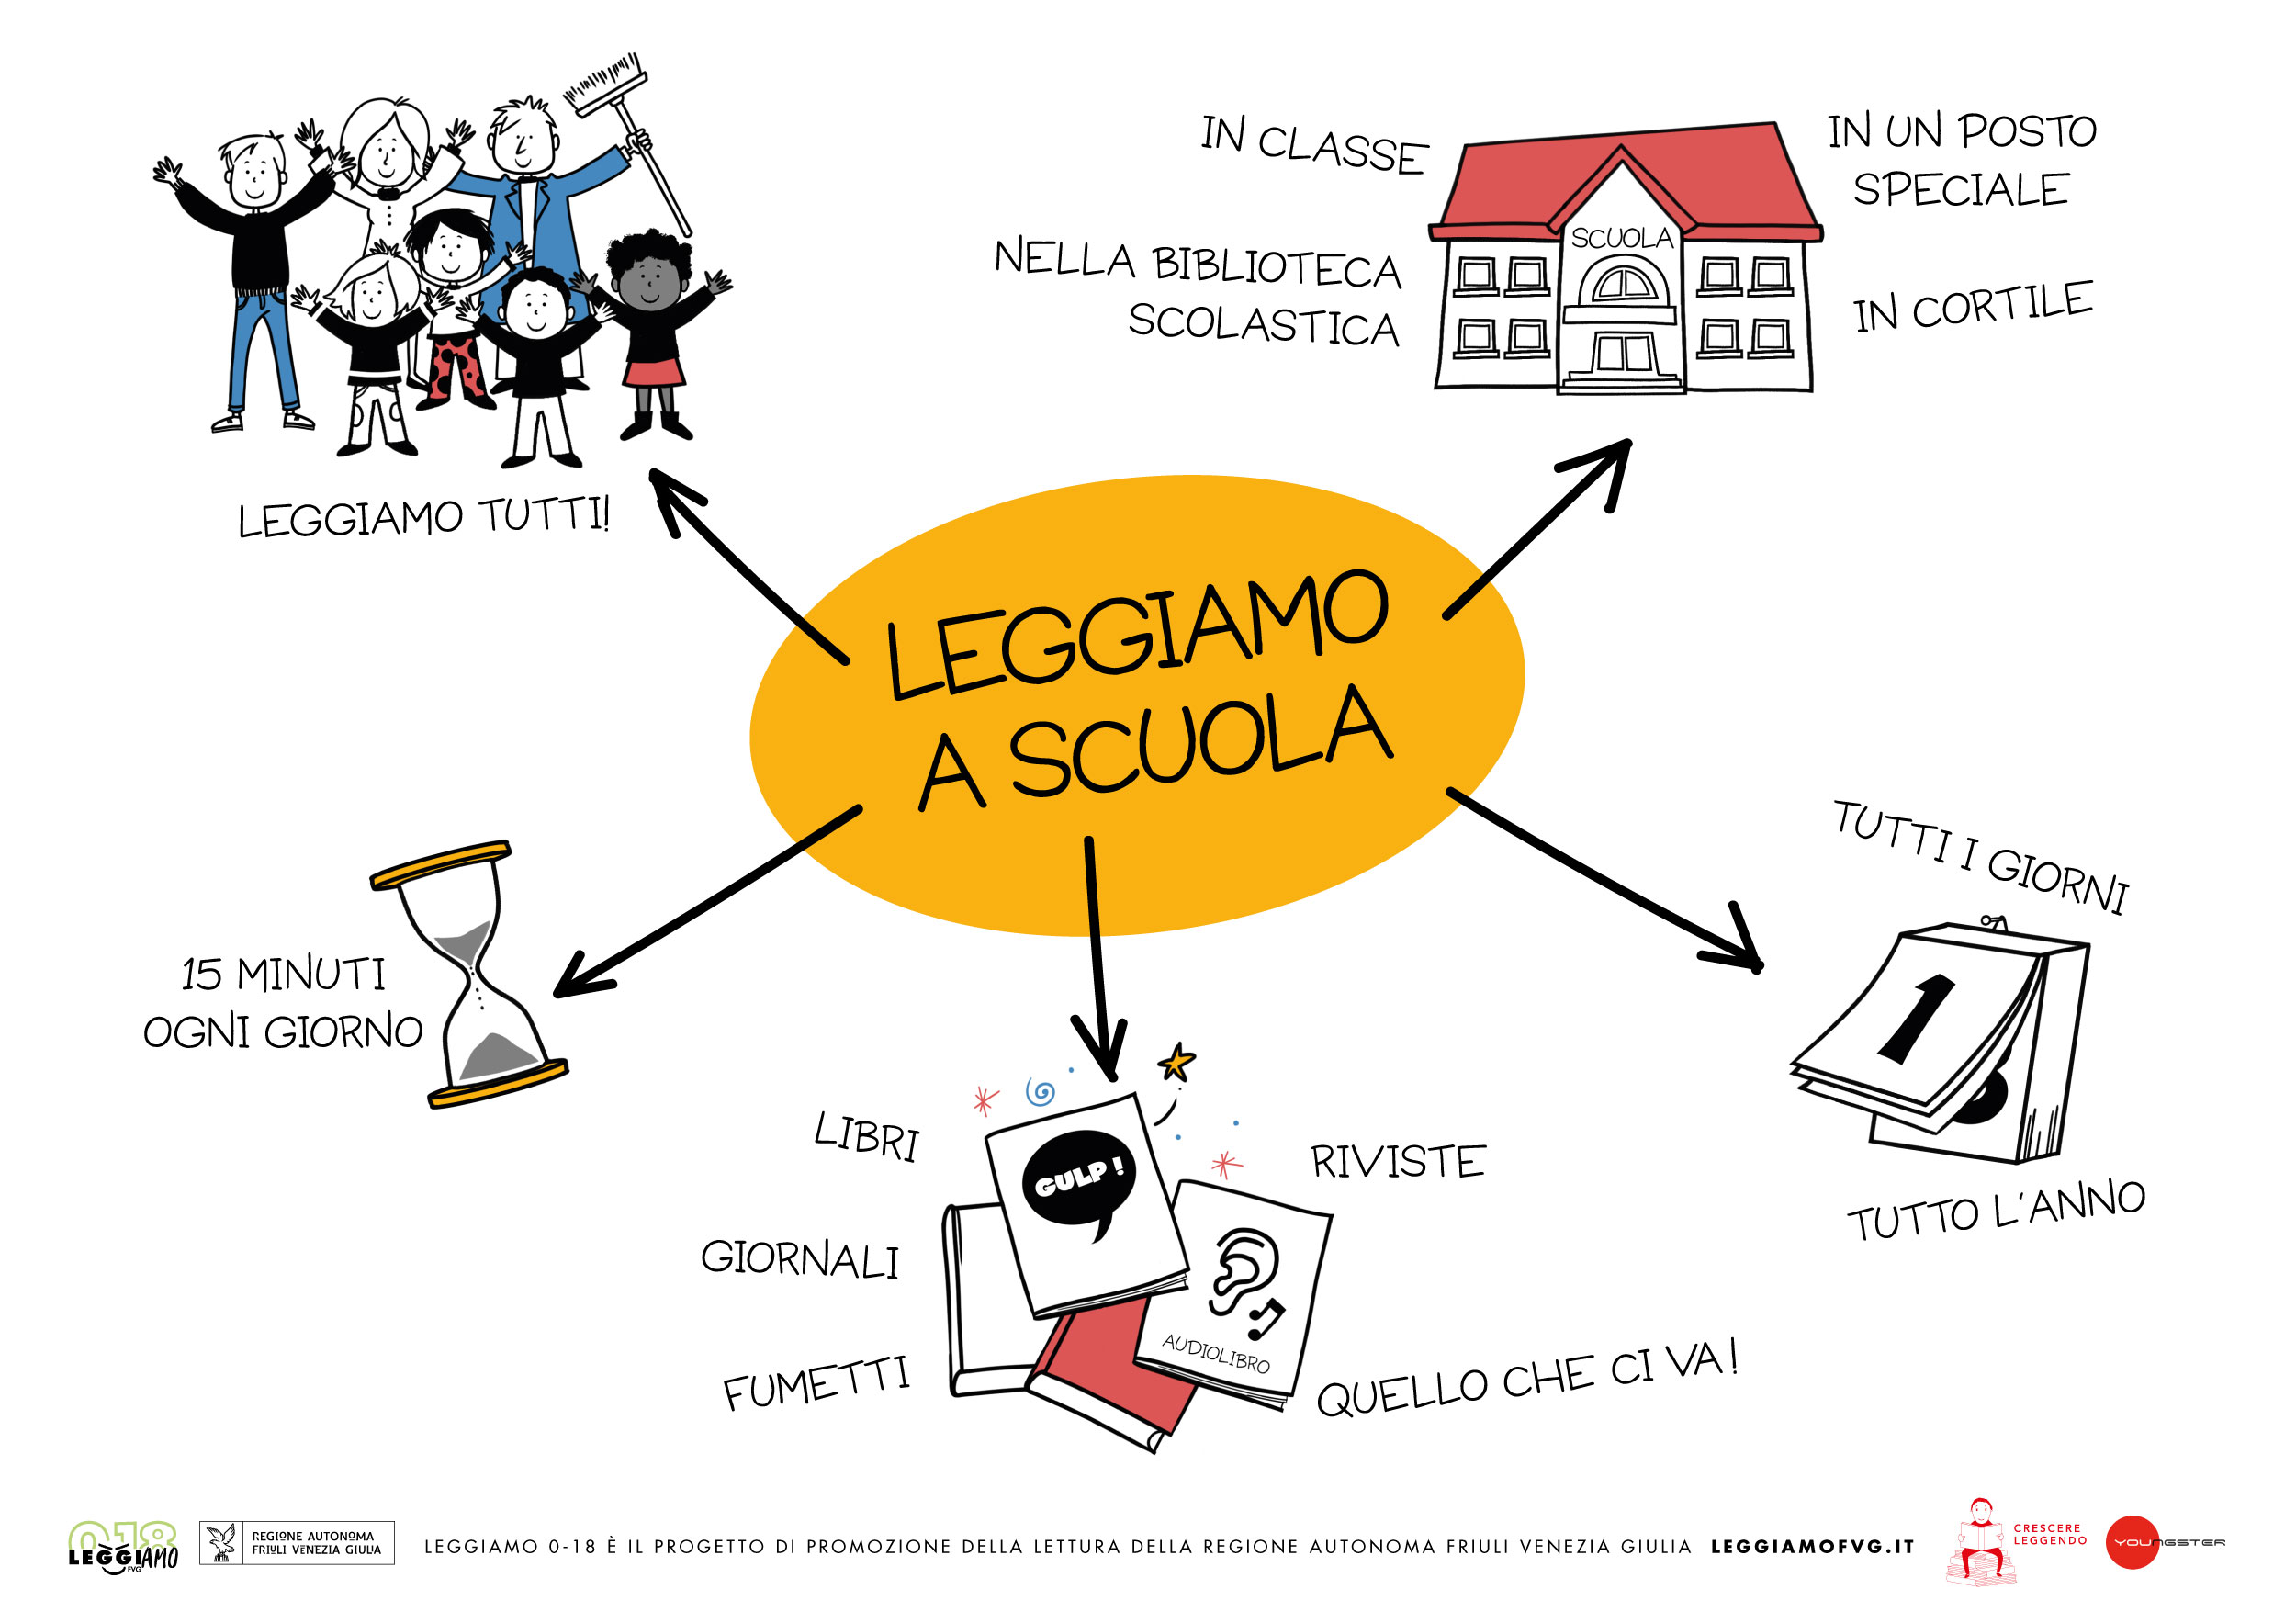 LEGGIAMO TUTTI!
IN CLASSE
NELLA BIBLIOTECA
SCOLASTICA
SCUOLA
IN UN POSTO
SPECIALE
IN CORTILE
LEGGIAMO
A SCUOLA
15 MINUTI
OGNI GIORNO
TUTTI I GIORNI
1
TUTTO L'ANNO
LIBRI
GIORNALI
FUMETTI
GULP!
AUDIOLIBRO
RIVISTE
QUELLO CHE CI VA!
0-18
LEGGIAMO
FVG
REGIONE AUTONOMA
FRIULI VENEZIA GIULIA
LEGGIAMO 0-18 È IL PROGETTO DI PROMOZIONE DELLA LETTURA DELLA REGIONE AUTONOMA FRIULI VENEZIA GIULIA LEGGIAMOFVG.IT
CRESCERE
LEGGENDO
YOUNGSTER